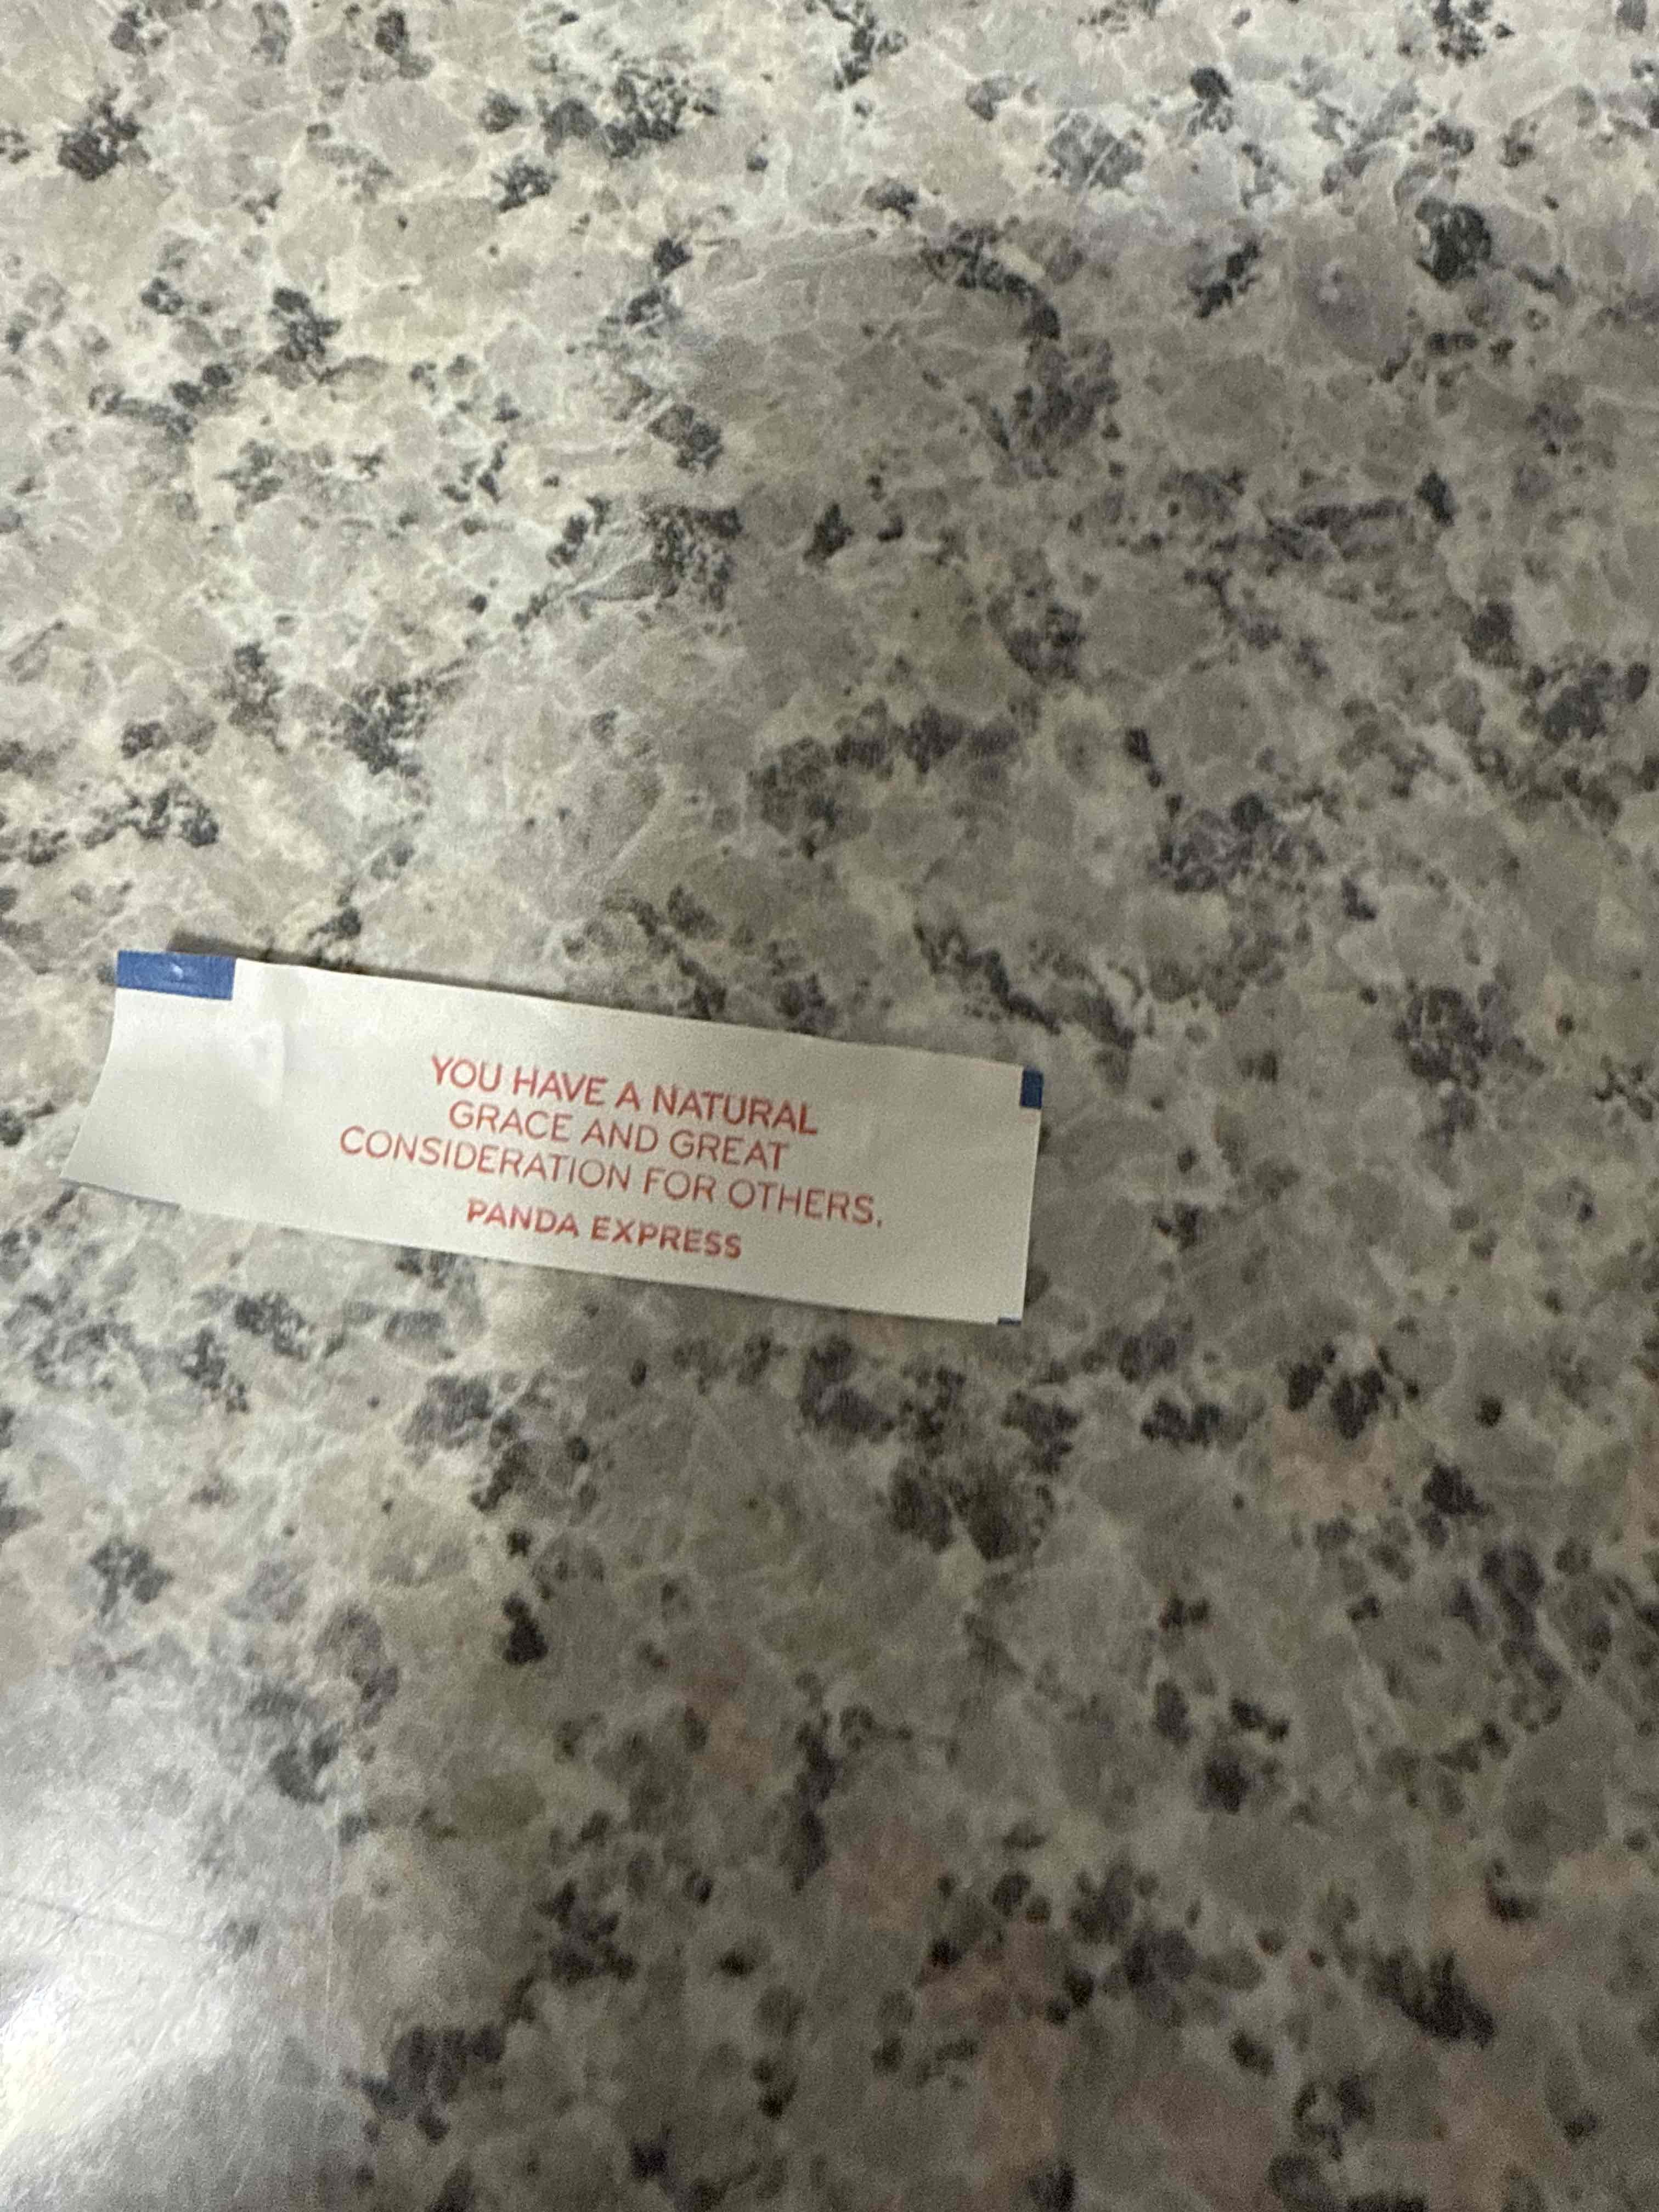 YOU HAVE A NATURAL
GRACE AND GREAT
CONSIDERATION FOR OTHERS.
PANDA EXPRESS